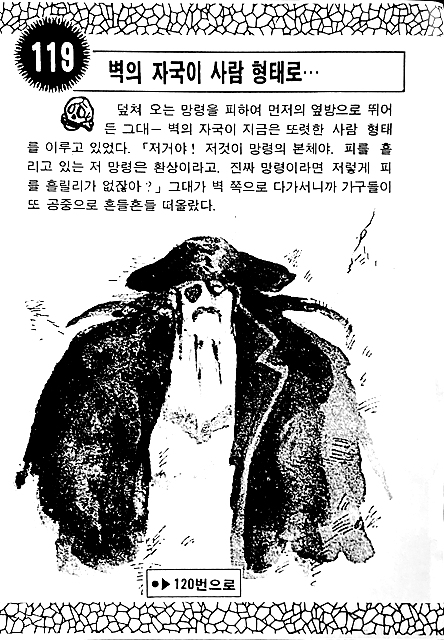 119
벽의 자국이 사람 형태로…
덮쳐 오는 망령을 피하여 먼저의 옆방으로 뛰어
든 그대― 벽의 자국이 지금은 또렷한 사람 형태
를 이루고 있었다. 「저거야! 저것이 망령의 본체야. 피를 흘
리고 있는 저 망령은 환상이라고. 진짜 망령이라면 저렇게 피
를 흘릴리가 없잖아?」 그대가 벽 쪽으로 다가서니까 가구들이
또 공중으로 흔들흔들 떠올랐다.
●▶120번으로